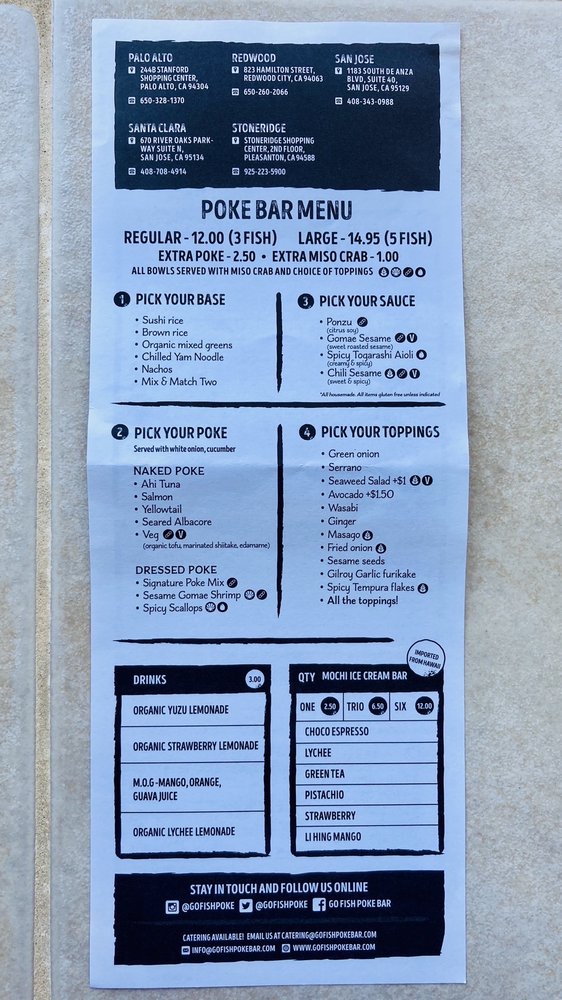 PALO ALTO
244B STANFORD
SHOPPING CENTER,
PALO ALTO, CA 94304
650-328-1370
REDWOOD
823 HAMILTON STREET,
REDWOOD CITY, CA 94063
650-260-2066
SAN JOSE
1183 SOUTH DE ANZA
BLVD, SUITE 40,
SAN JOSE, CA 95129
408-343-0988
SANTA CLARA
670 RIVER OAKS PARK-
WAY SUITE N,
SAN JOSE, CA 95134
408-708-4914
STONERIDGE
STONERIDGE SHOPPING
CENTER, 2ND FLOOR,
PLEASANTON, CA 94588
925-223-5900
POKE BAR MENU
REGULAR - 12.00 (3 FISH) LARGE - 14.95 (5 FISH)
EXTRA POKE - 2.50 • EXTRA MISO CRAB - 1.00
ALL BOWLS SERVED WITH MISO CRAB AND CHOICE OF TOPPINGS
1 PICK YOUR BASE
• Sushi rice
• Brown rice
• Organic mixed greens
• Chilled Yam Noodle
• Nachos
• Mix & Match Two
3 PICK YOUR SAUCE
• Ponzu
(citrus soy)
• Gomae Sesame V
(sweet roasted sesame)
• Spicy Togarashi Aioli
(creamy & spicy)
• Chili Sesame V
(sweet & spicy)
*All housemade. All items gluten free unless indicated
2 PICK YOUR POKE
Served with white onion, cucumber
NAKED POKE
• Ahi Tuna
• Salmon
• Yellowtail
• Seared Albacore
• Veg V
(organic tofu, marinated shiitake, edamame)
DRESSED POKE
• Signature Poke Mix
• Sesame Gomae Shrimp
• Spicy Scallops
4 PICK YOUR TOPPINGS
• Green onion
• Serrano
• Seaweed Salad +$1 V
• Avocado +$1.50
• Wasabi
• Ginger
• Masago
• Fried onion
• Sesame seeds
• Gilroy Garlic furikake
• Spicy Tempura flakes
• All the toppings!
DRINKS 3.00
ORGANIC YUZU LEMONADE
ORGANIC STRAWBERRY LEMONADE
M.O.G - MANGO, ORANGE,
GUAVA JUICE
ORGANIC LYCHEE LEMONADE
IMPORTED
FROM HAWAII
QTY MOCHI ICE CREAM BAR
ONE 2.50 TRIO 6.50 SIX 12.00
CHOCO ESPRESSO
LYCHEE
GREEN TEA
PISTACHIO
STRAWBERRY
LI HING MANGO
STAY IN TOUCH AND FOLLOW US ONLINE
@GOFISHPOKE @GOFISHPOKE GO FISH POKE BAR
CATERING AVAILABLE! EMAIL US AT CATERING@GOFISHPOKEBAR.COM
INFO@GOFISHPOKEBAR.COM WWW.GOFISHPOKEBAR.COM